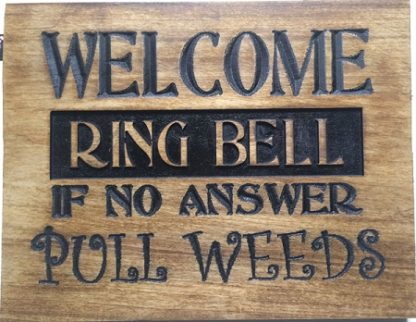 WELCOME
RING BELL
IF NO ANSWER
PULL WEEDS